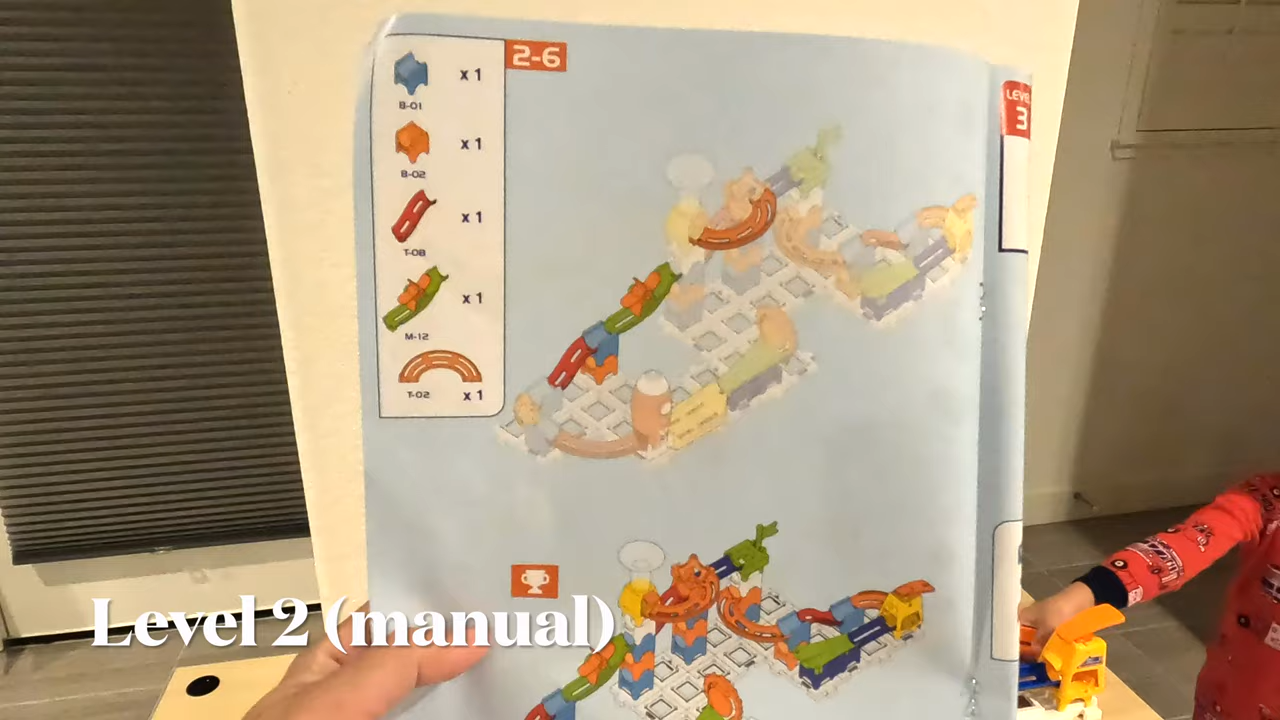 2-6
x 1
B-01
x 1
B-02
x 1
T-08
x 1
M-12
x 1
T-02
LEVEL
3
Level 2 (manual)